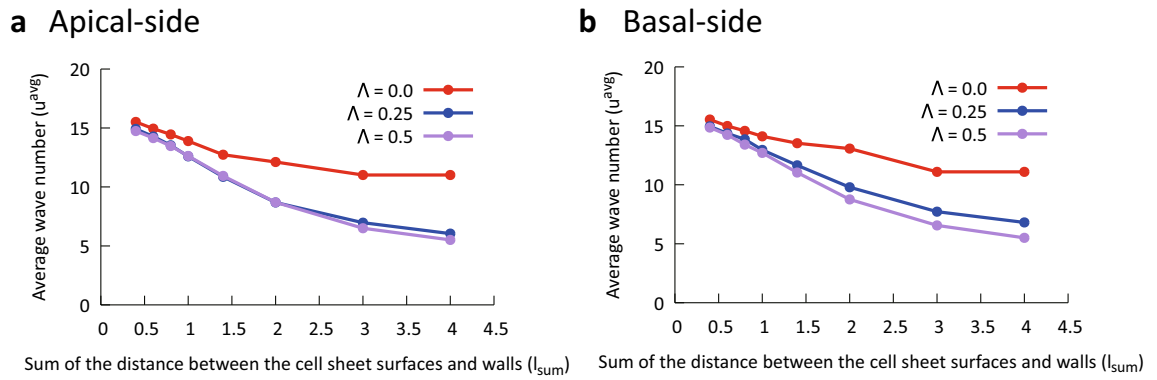 a Apical-side
20
15
10
5
0
Average wave number (u^avg)
Λ = 0.0
Λ = 0.25
Λ = 0.5
0 0.5 1 1.5 2 2.5 3 3.5 4 4.5
Sum of the distance between the cell sheet surfaces and walls (l_sum)
b Basal-side
20
15
10
5
0
Average wave number (u^avg)
Λ = 0.0
Λ = 0.25
Λ = 0.5
0 0.5 1 1.5 2 2.5 3 3.5 4 4.5
Sum of the distance between the cell sheet surfaces and walls (l_sum)